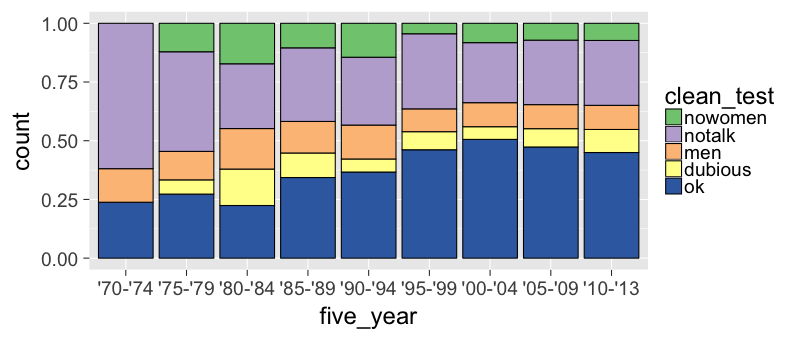 1.00
0.75
0.50
0.25
0.00
count
'70-'74 '75-'79 '80-'84 '85-'89 '90-'94 '95-'99 '00-'04 '05-'09 '10-'13
five_year
clean_test
nowomen
notalk
men
dubious
ok